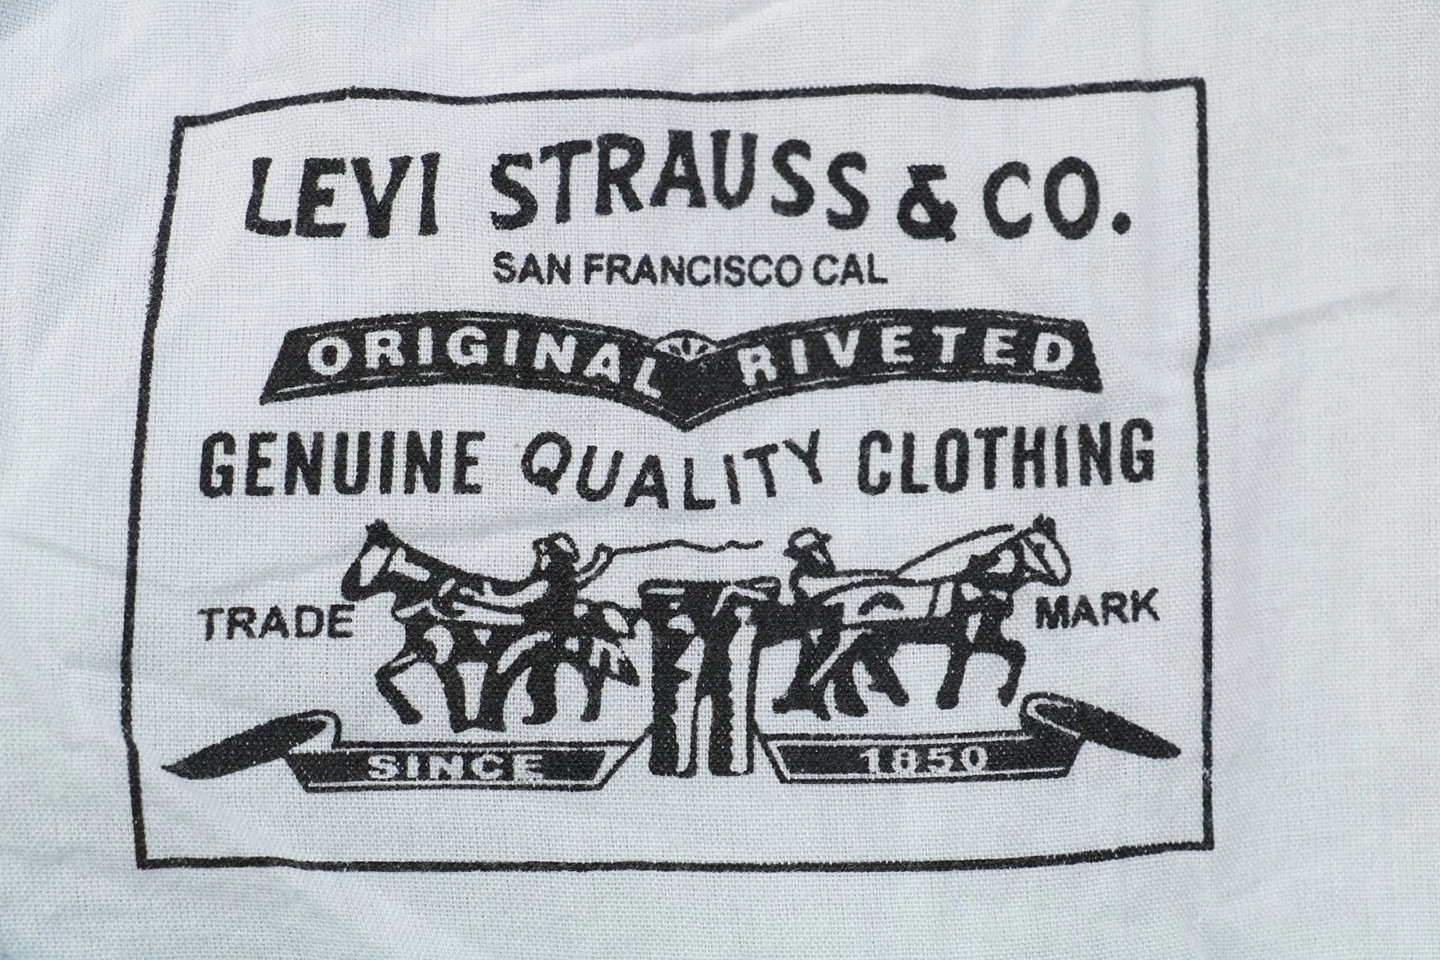 LEVI STRAUSS & CO.
SAN FRANCISCO CAL
ORIGINAL RIVETED
GENUINE QUALITY CLOTHING
TRADE MARK
SINCE 1850